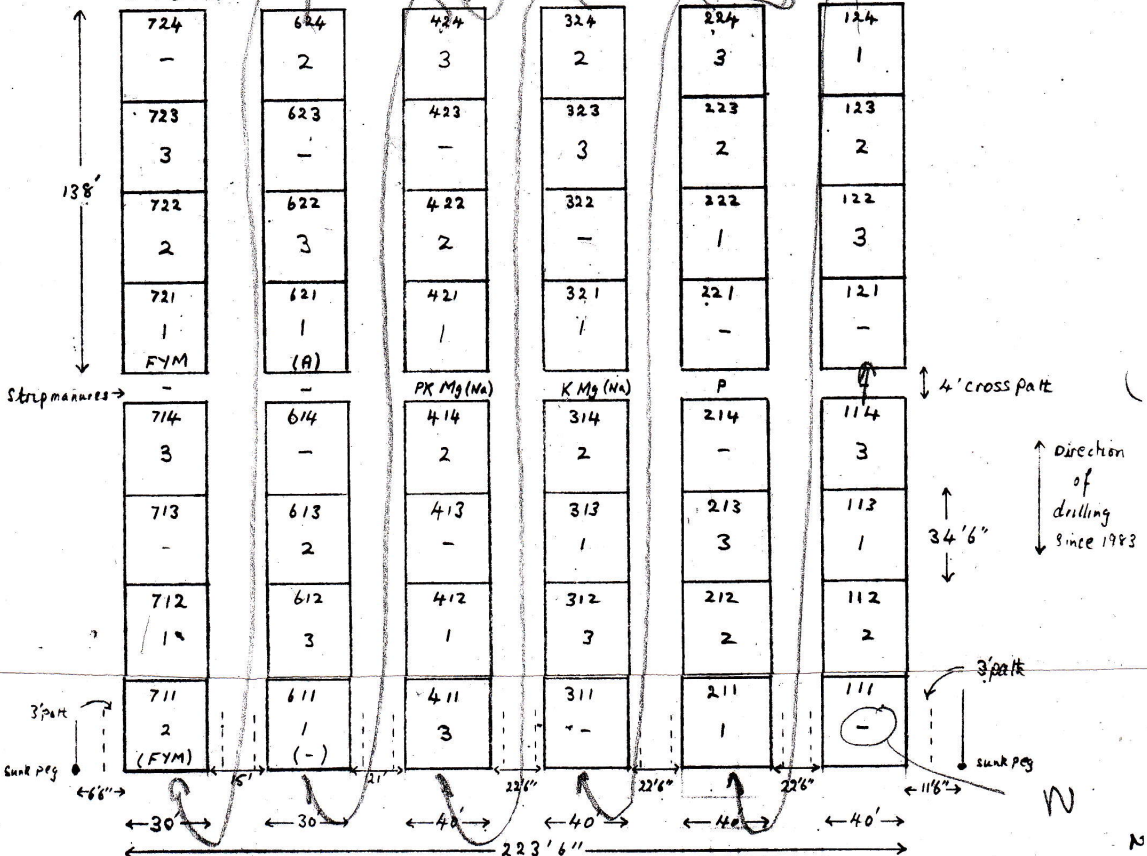 724 624 424 324 224 124
- 2 3 2 3 1
723 623 423 323 223 123
3 - - 3 2 2
138'
722 622 422 322 222 122
2 3 2 - 1 3
721 621 421 321 221 121
1 1 1 1 - -
FYM (A)
Strip manures → - - PK Mg (Na) K Mg (Na) P 4' cross path
714 614 414 314 214 114
3 - 2 2 - 3
Direction
of
drilling
since 1983
713 613 413 313 213 113
- 2 - 1 3 1
34'6"
712 612 412 312 212 112
1 3 1 3 2 2
3' path
711 611 411 311 211 111
3' path
2 1 3 - 1 -
(FYM) (-)
sunk peg sunk peg
6'6" 15' 21' 22'6" 22'6" 22'6" 11'6"
N
30' 30 40' 40' 40' 40'
223'6"
N